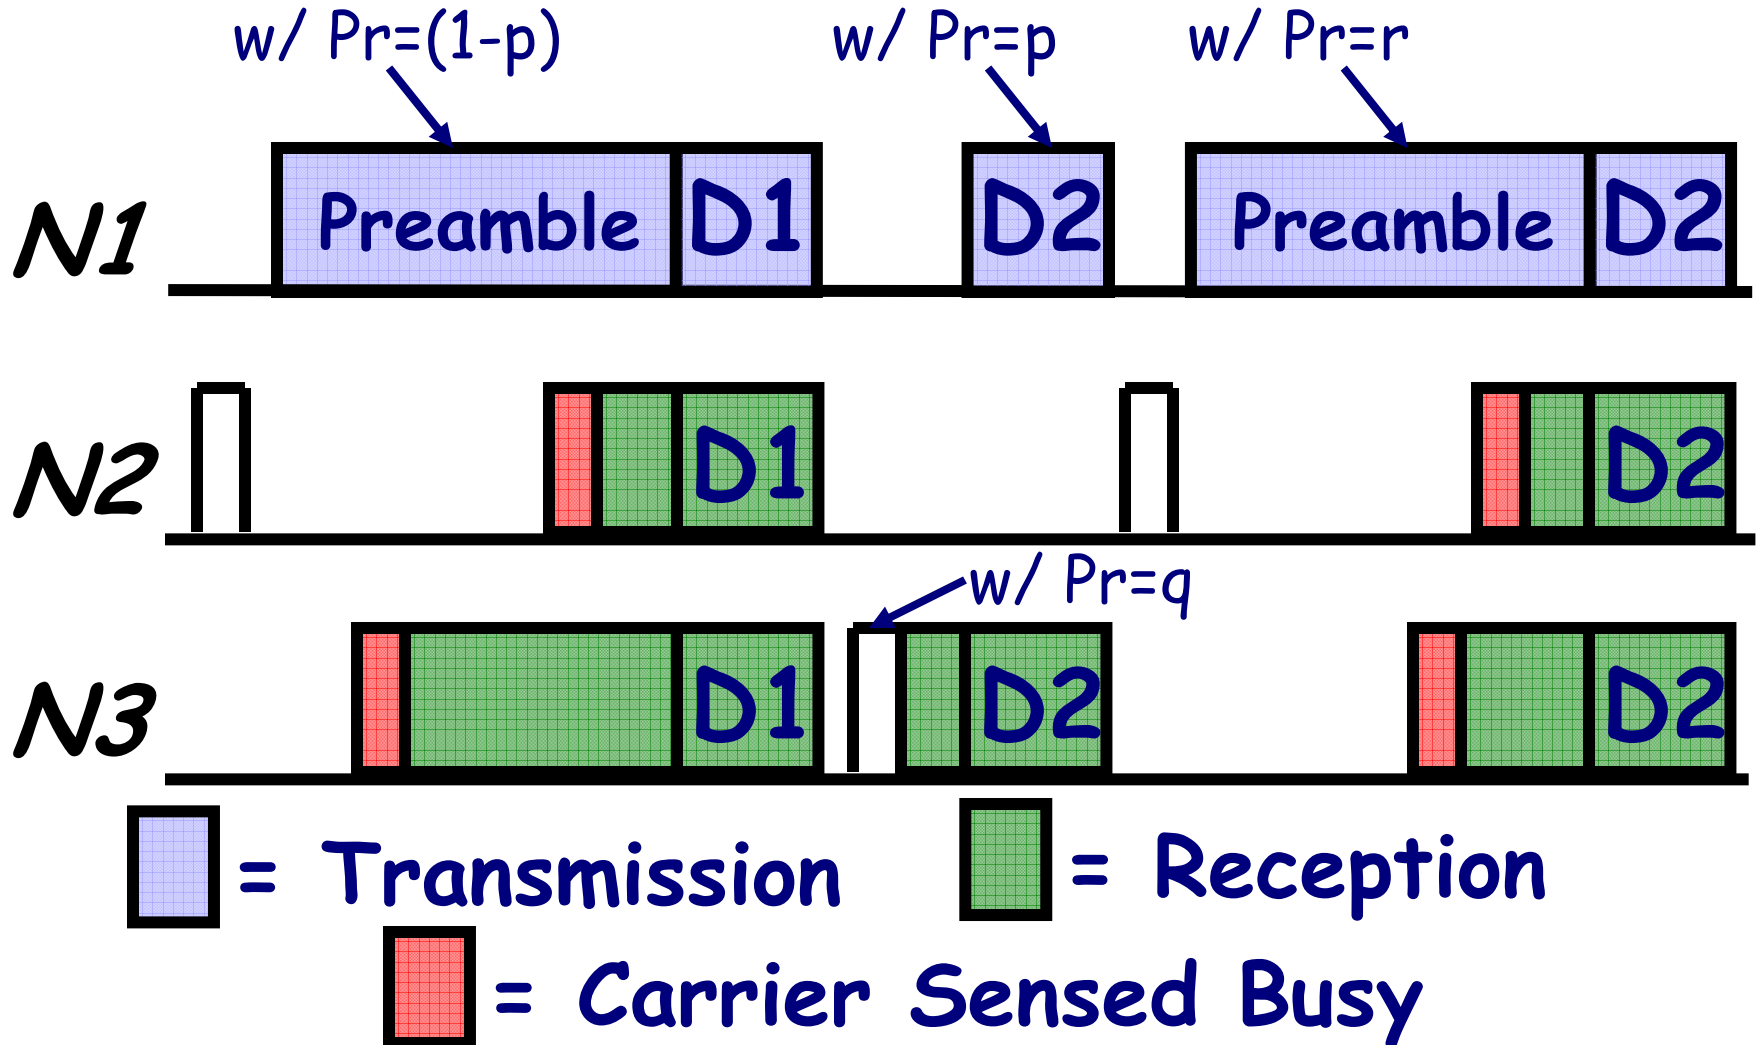 w/ Pr=(1-p) w/ Pr=p w/ Pr=r
N1 Preamble D1 D2 Preamble D2
N2 D1 D2
w/ Pr=q
N3 D1 D2 D2
= Transmission = Reception
= Carrier Sensed Busy